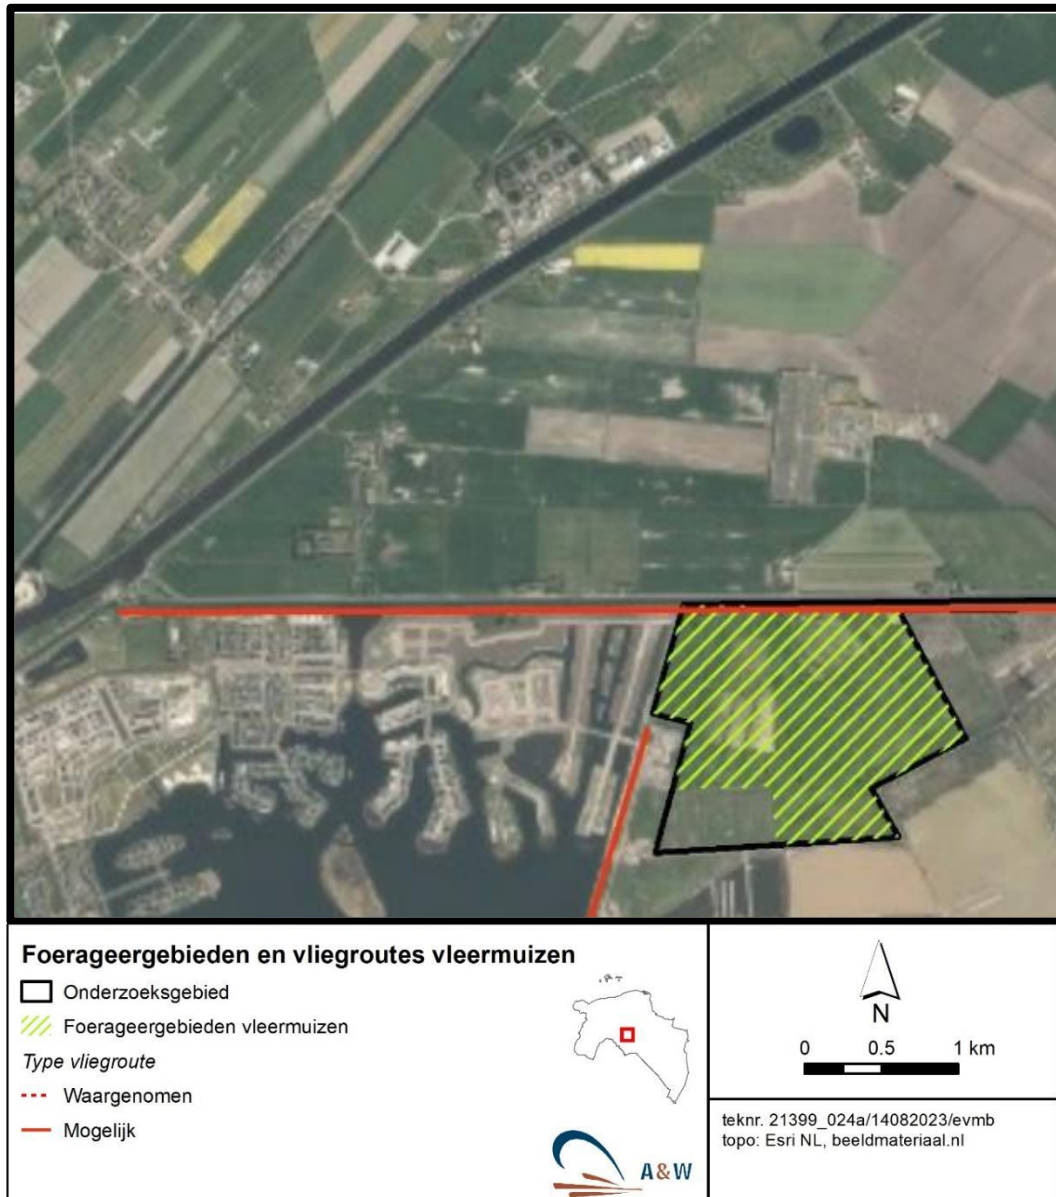 Foerageergebieden en vliegroutes vleermuizen
Onderzoeksgebied
Foerageergebieden vleermuizen
Type vliegroute
Waargenomen
Mogelijk
A&W
N
0 0.5 1 km
teknr. 21399_024a/14082023/evmb
topo: Esri NL, beeldmateriaal.nl